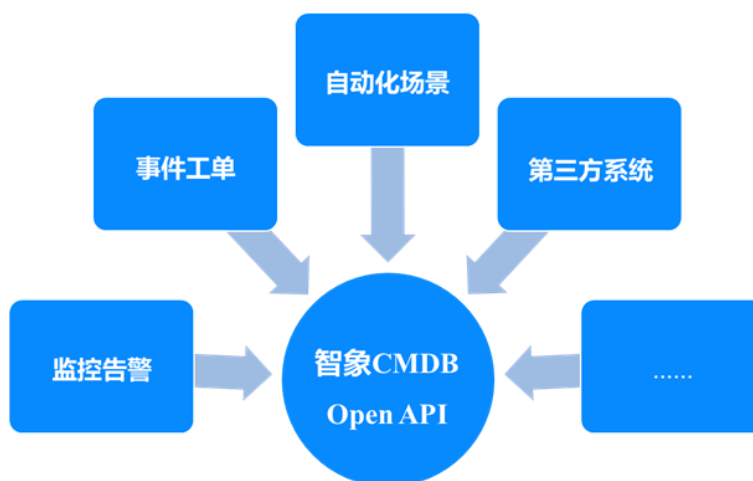 自动化场景
事件工单
第三方系统
监控告警
智象CMDB
Open API
......